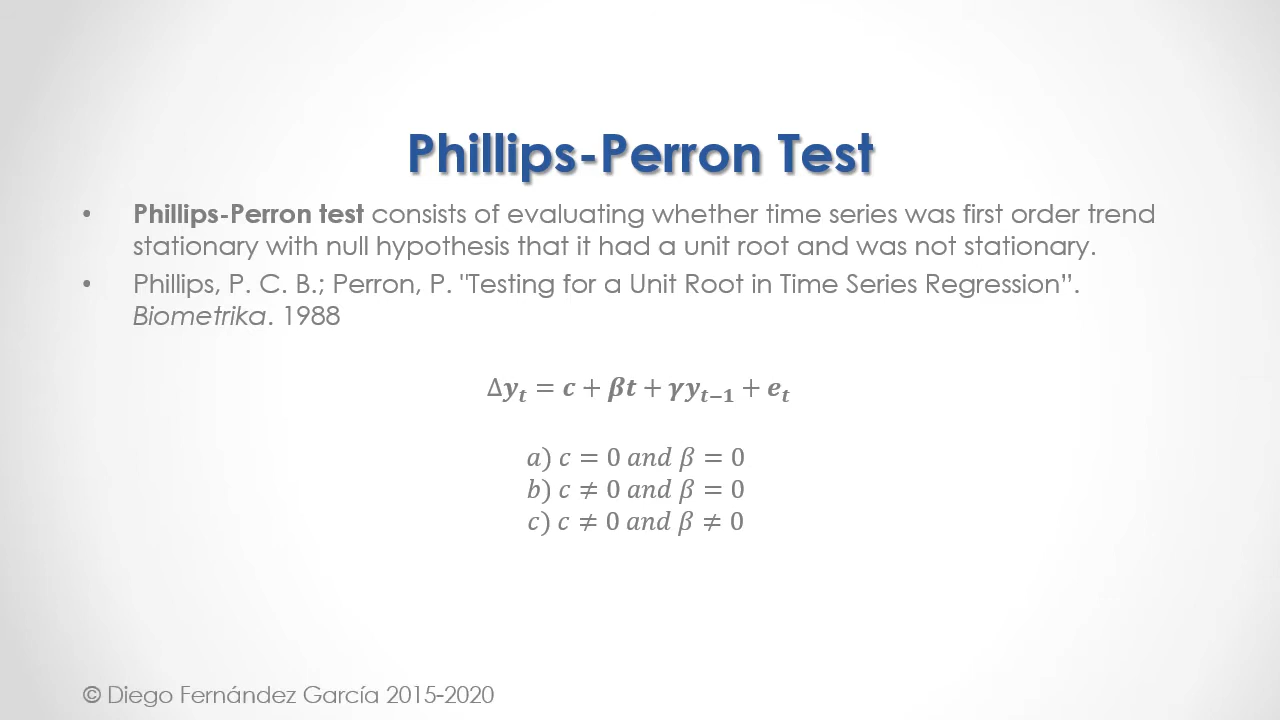 Phillips-Perron Test
• Phillips-Perron test consists of evaluating whether time series was first order trend
stationary with null hypothesis that it had a unit root and was not stationary.
• Phillips, P. C. B.; Perron, P. "Testing for a Unit Root in Time Series Regression”.
Biometrika. 1988
Δyₜ = c + βt + γyₜ₋₁ + eₜ
a) c = 0 and β = 0
b) c ≠ 0 and β = 0
c) c ≠ 0 and β ≠ 0
© Diego Fernández García 2015-2020